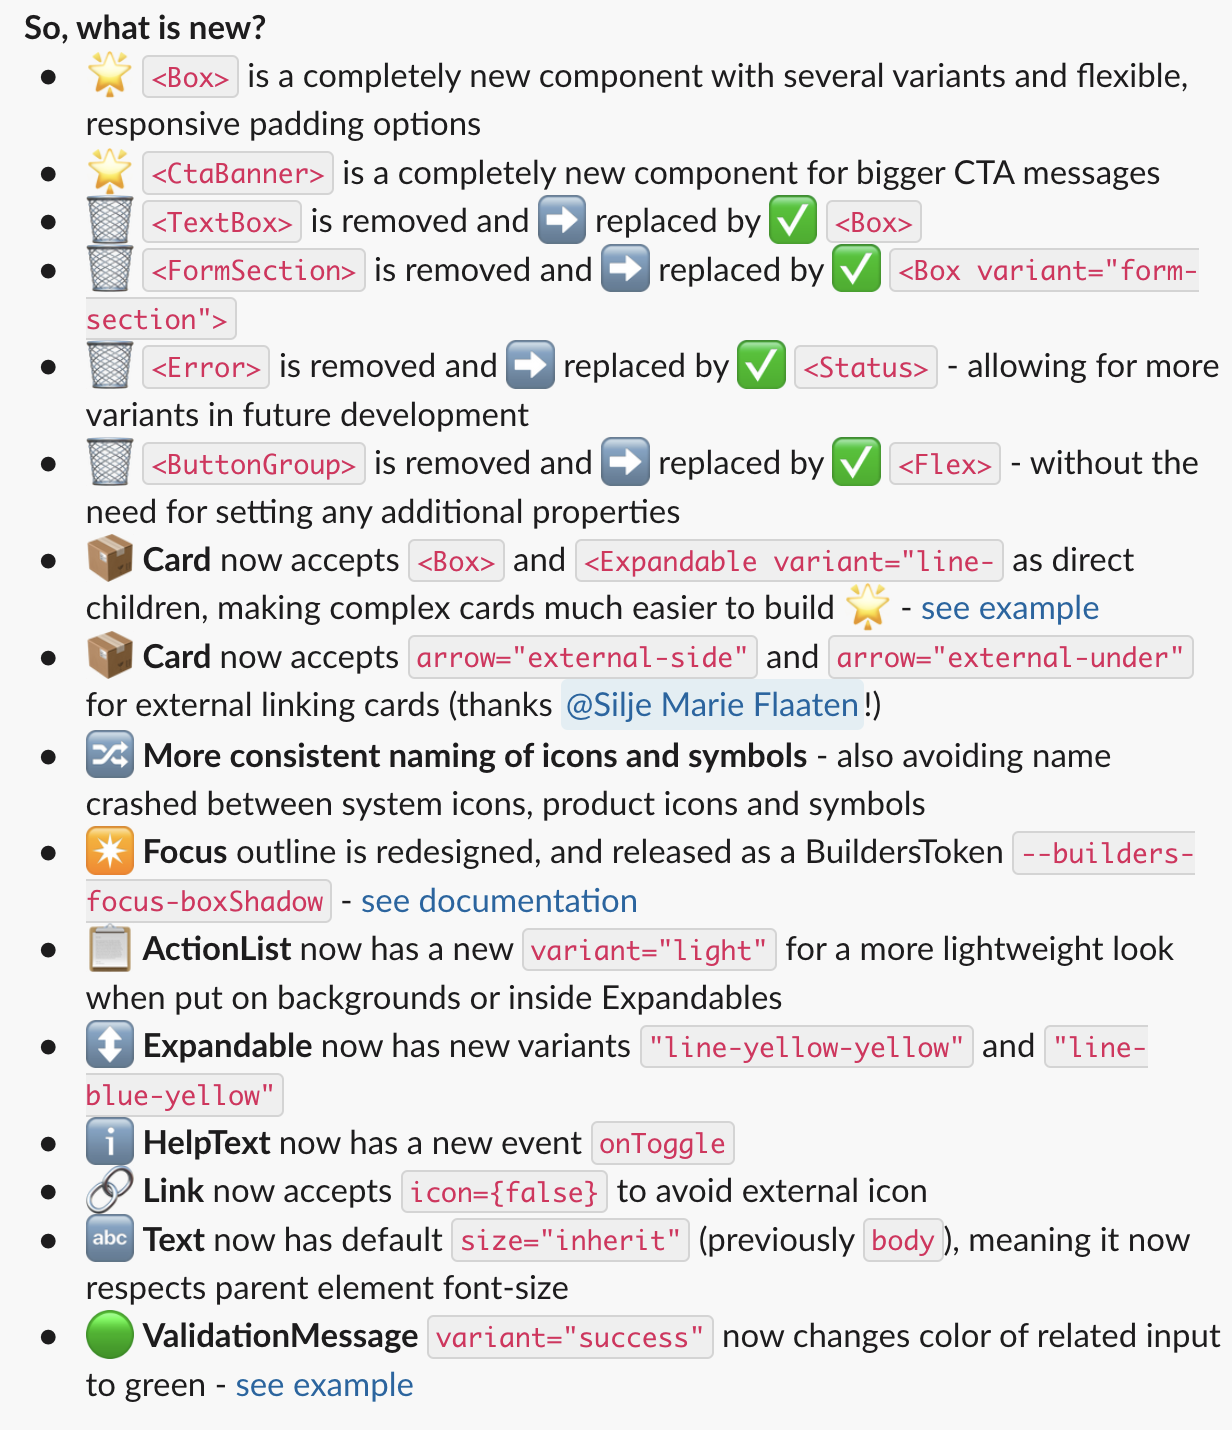 So, what is new?
• 🌟 <Box> is a completely new component with several variants and flexible,
responsive padding options
• 🌟 <CtaBanner> is a completely new component for bigger CTA messages
• 🗑️ <TextBox> is removed and ➡️ replaced by ✅ <Box>
• 🗑️ <FormSection> is removed and ➡️ replaced by ✅ <Box variant="form-
section">
• 🗑️ <Error> is removed and ➡️ replaced by ✅ <Status> - allowing for more
variants in future development
• 🗑️ <ButtonGroup> is removed and ➡️ replaced by ✅ <Flex> - without the
need for setting any additional properties
• 📦 Card now accepts <Box> and <Expandable variant="line- as direct
children, making complex cards much easier to build 🌟 - see example
• 📦 Card now accepts arrow="external-side" and arrow="external-under"
for external linking cards (thanks @Silje Marie Flaaten!)
• 🔀 More consistent naming of icons and symbols - also avoiding name
crashed between system icons, product icons and symbols
• ✴️ Focus outline is redesigned, and released as a BuildersToken --builders-
focus-boxShadow - see documentation
• 📋 ActionList now has a new variant="light" for a more lightweight look
when put on backgrounds or inside Expandables
• ↕️ Expandable now has new variants "line-yellow-yellow" and "line-
blue-yellow"
• ℹ️ HelpText now has a new event onToggle
• 🔗 Link now accepts icon={false} to avoid external icon
• 🔤 Text now has default size="inherit" (previously body), meaning it now
respects parent element font-size
• 🟢 ValidationMessage variant="success" now changes color of related input
to green - see example